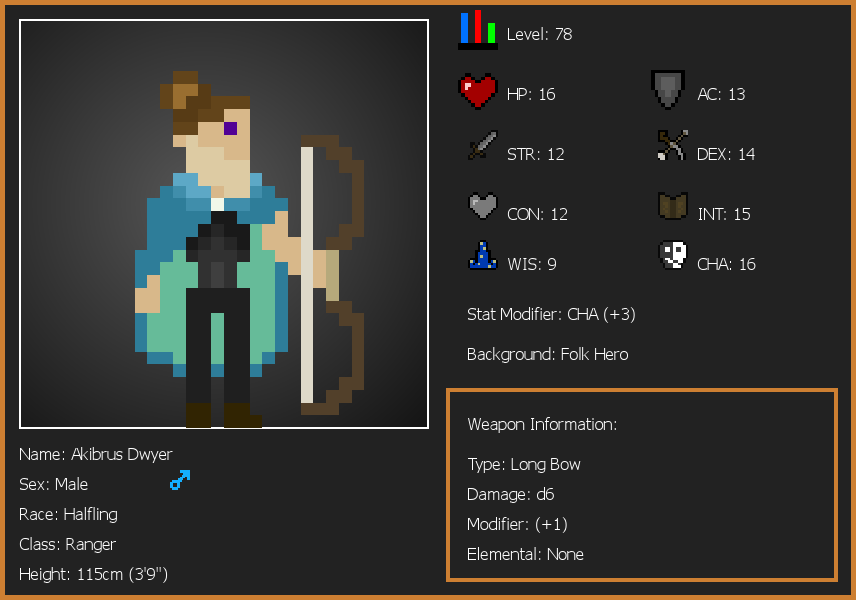 Level: 78
HP: 16
AC: 13
STR: 12
DEX: 14
CON: 12
INT: 15
WIS: 9
CHA: 16
Stat Modifier: CHA (+3)
Background: Folk Hero
Weapon Information:
Type: Long Bow
Damage: d6
Modifier: (+1)
Elemental: None
Name: Akibrus Dwyer
Sex: Male
Race: Halfling
Class: Ranger
Height: 115cm (3'9")